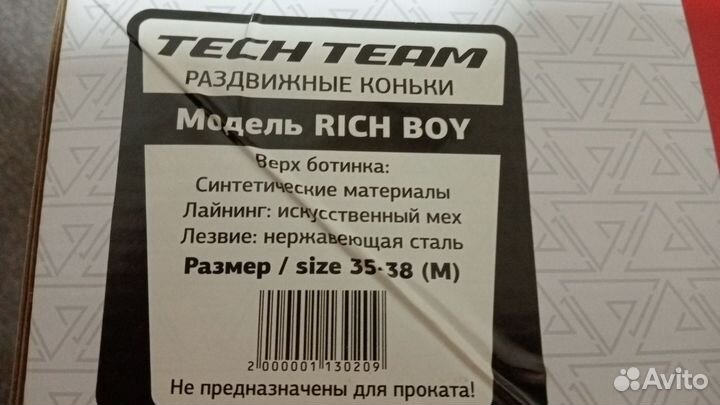 TECH TEAM
РАЗДВИЖНЫЕ КОНЬКИ
Модель RICH BOY
Верх ботинка:
Синтетические материалы
Лайнинг: искусственный мех
Лезвие: нержавеющая сталь
Размер / size 35-38 (M)
2 000001 130209
Не предназначены для проката!
Avito